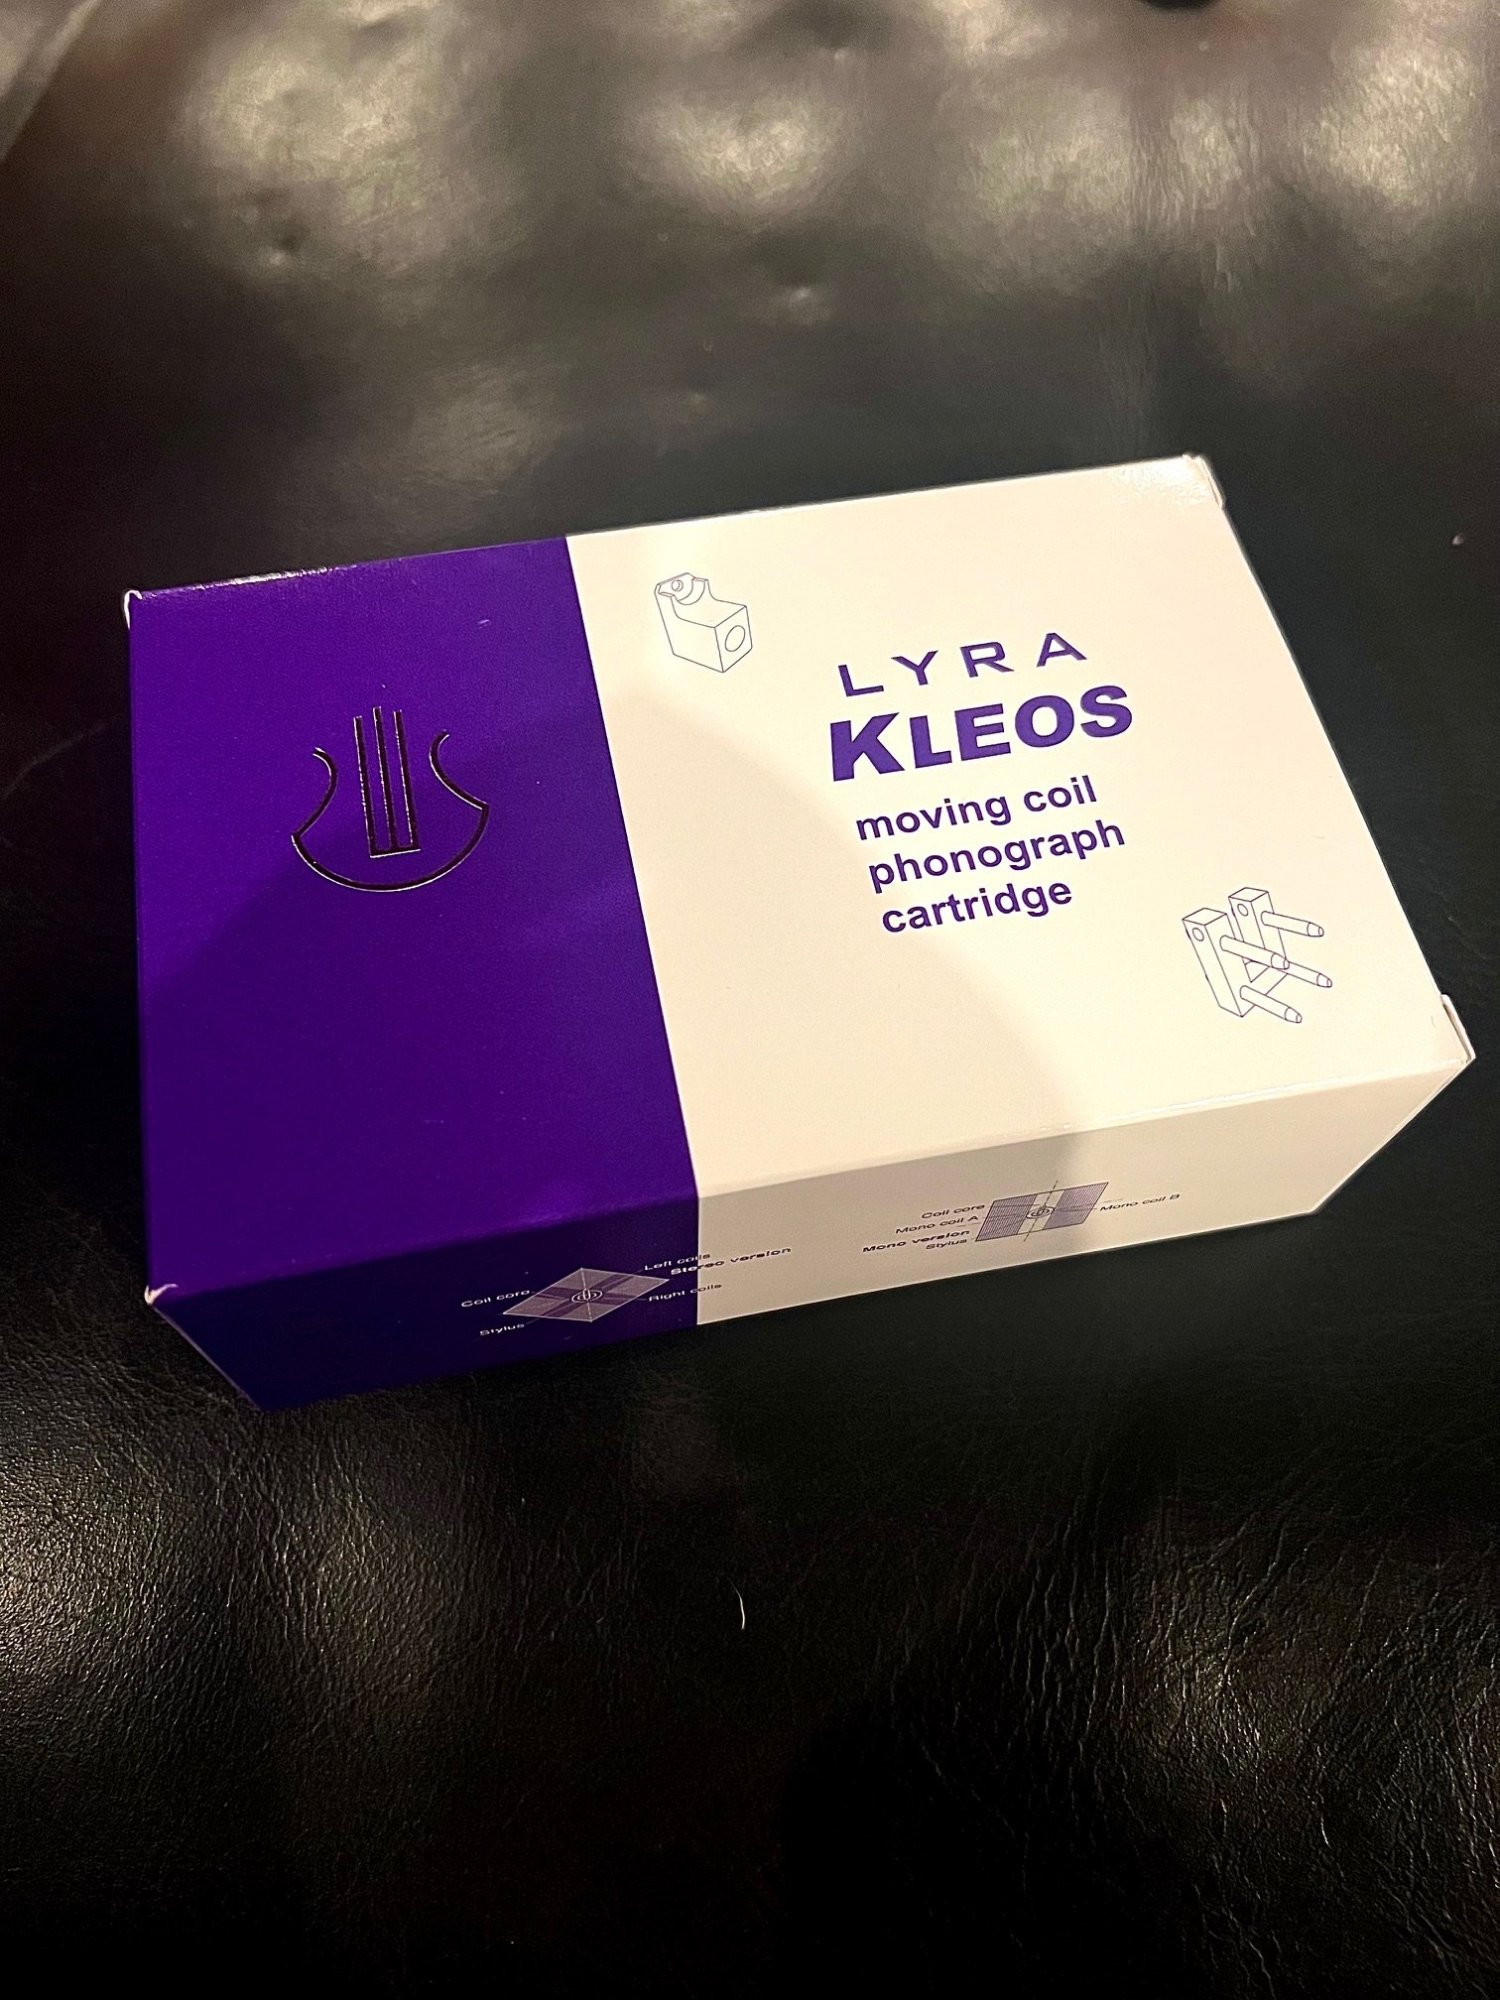 LYRA
KLEOS
moving coil
phonograph
cartridge
Coil core
Mono coil A
Mono coil B
Mono version
Stylus
Left coils
Stereo version
Coil core
Right coils
Stylus